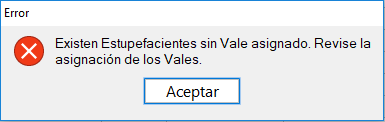 Error
Existen Estupefacientes sin Vale asignado. Revise la
asignación de los Vales.
Aceptar